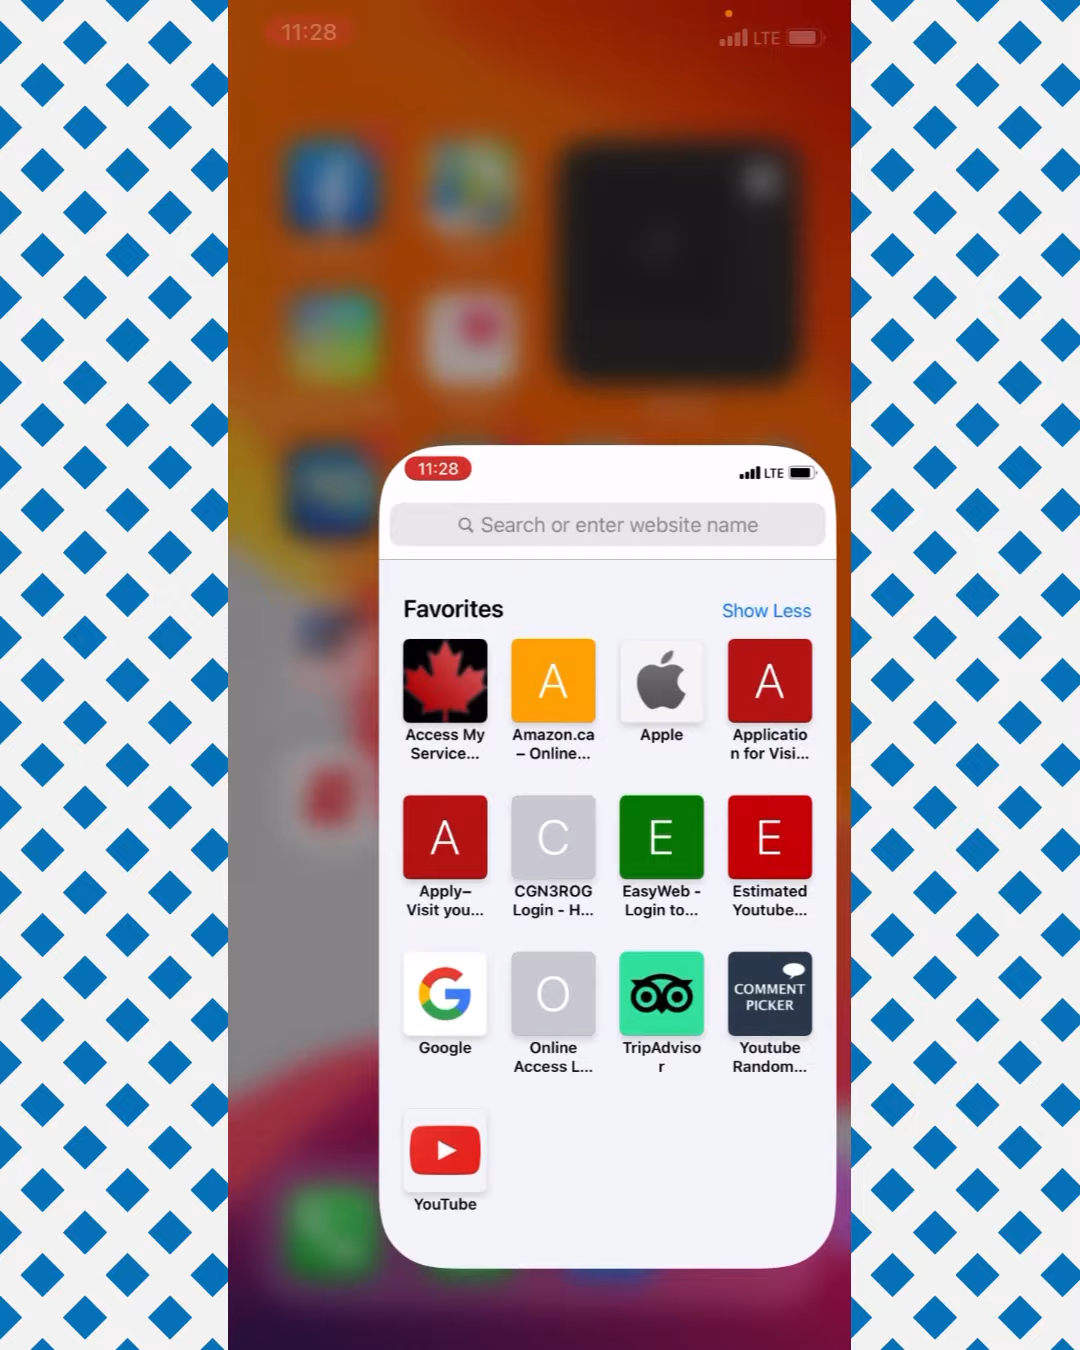 11:28
LTE
11:28
LTE
Search or enter website name
Favorites
Show Less
A
A
Access My
Service...
Amazon.ca
– Online...
Apple
Applicatio
n for Visi...
A
C
E
E
Apply–
Visit you...
CGN3ROG
Login - H...
EasyWeb -
Login to...
Estimated
Youtube...
G
O
COMMENT
PICKER
Google
Online
Access L...
TripAdviso
r
Youtube
Random...
YouTube